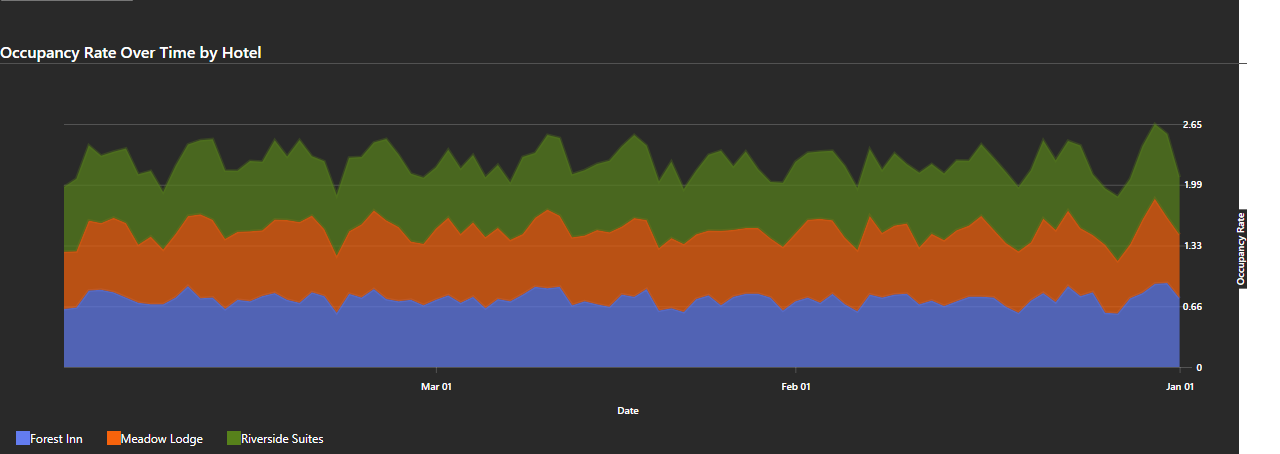 Occupancy Rate Over Time by Hotel
2.65
1.99
1.33
0.66
0
Occupancy Rate
Mar 01
Feb 01
Jan 01
Date
Forest Inn
Meadow Lodge
Riverside Suites